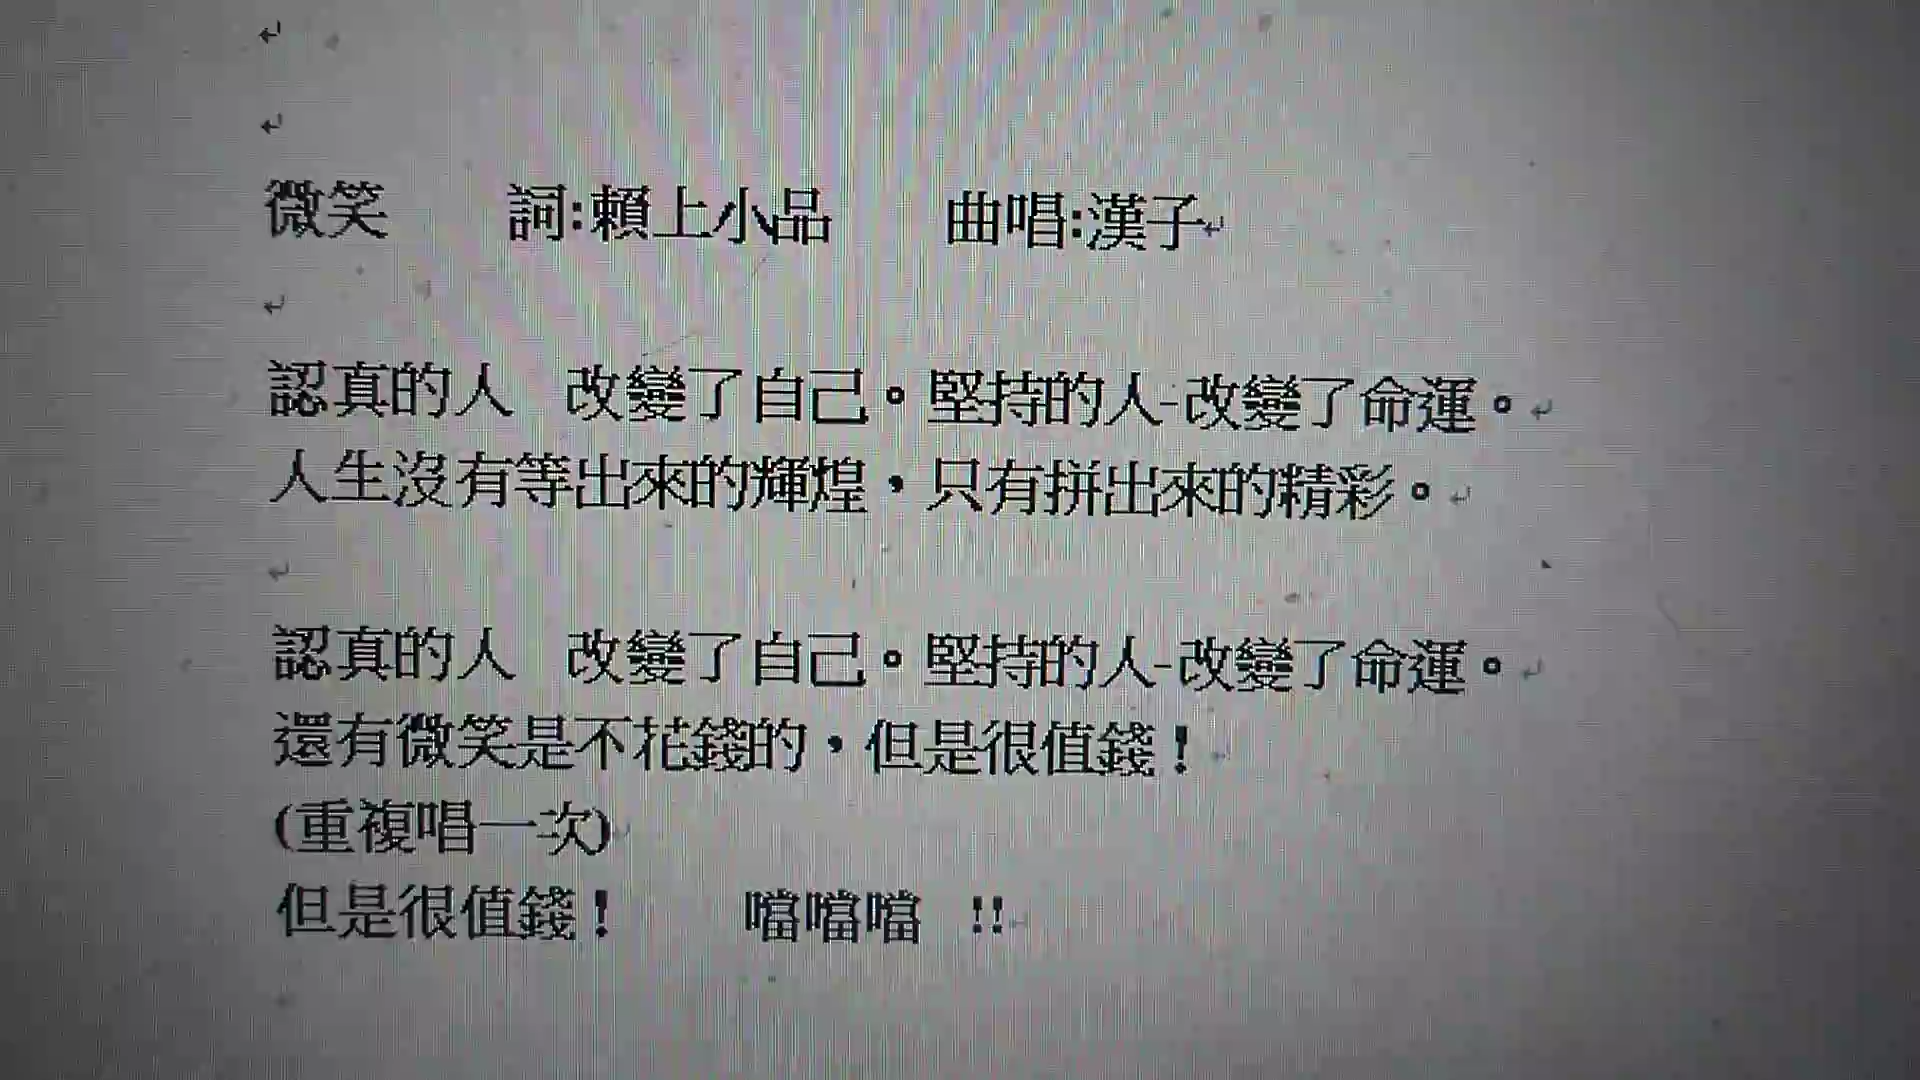 微笑　　詞:賴上小品　　曲唱:漢子
認真的人　改變了自己。堅持的人-改變了命運。
人生沒有等出來的輝煌，只有拼出來的精彩。
認真的人　改變了自己。堅持的人-改變了命運。
還有微笑是不花錢的，但是很值錢！
(重複唱一次)
但是很值錢！　　噹噹噹　!!